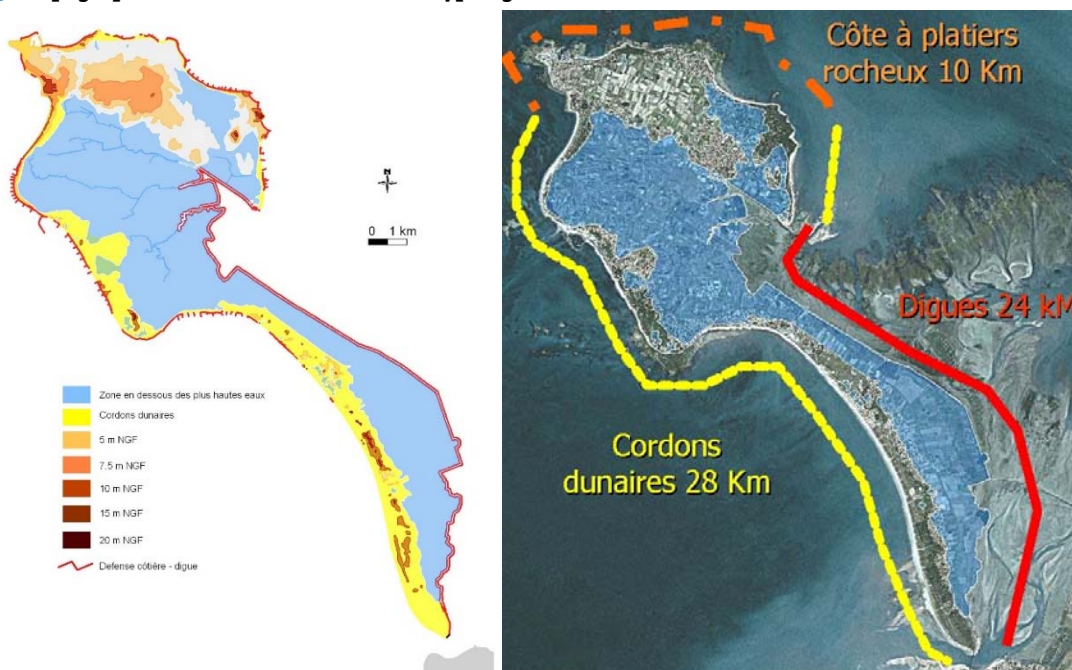 N
0 1 km
Zone en dessous des plus hautes eaux
Cordons dunaires
5 m NGF
7.5 m NGF
10 m NGF
15 m NGF
20 m NGF
Defense côtière - digue
Côte à platiers
rocheux 10 Km
Digues 24 kM
Cordons
dunaires 28 Km